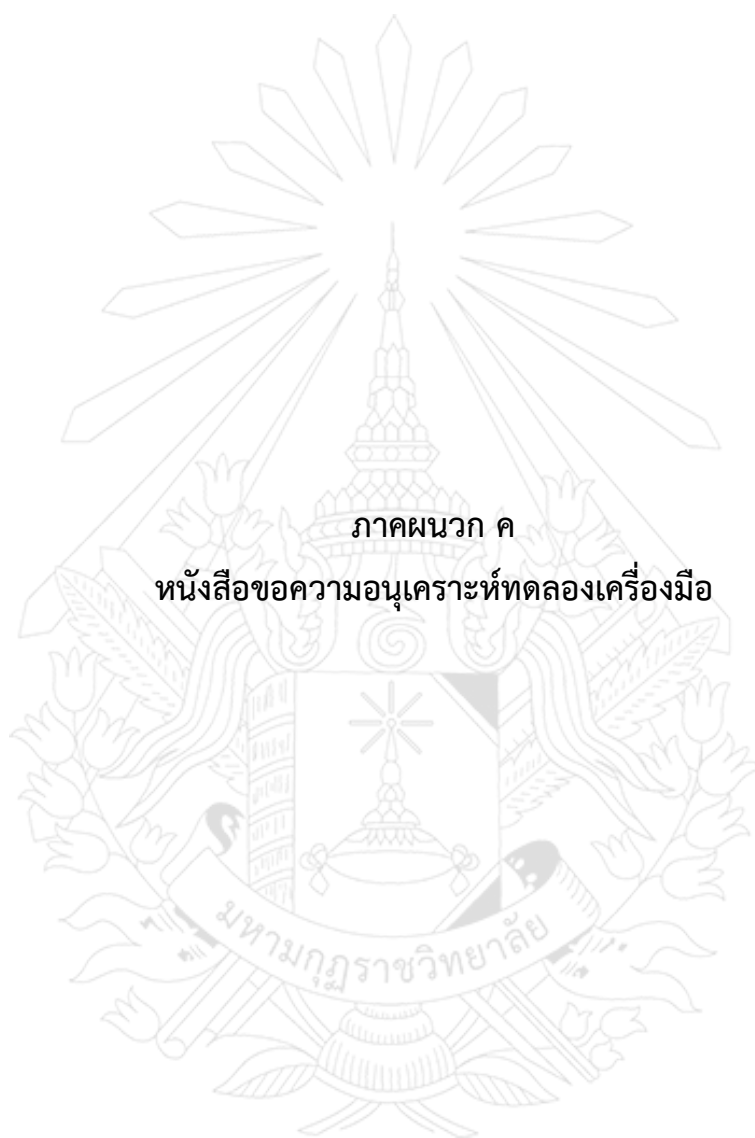 ภาคผนวก ค
หนังสือขอความอนุเคราะห์ทดลองเครื่องมือ
มหามกุฏราชวิทยาลัย